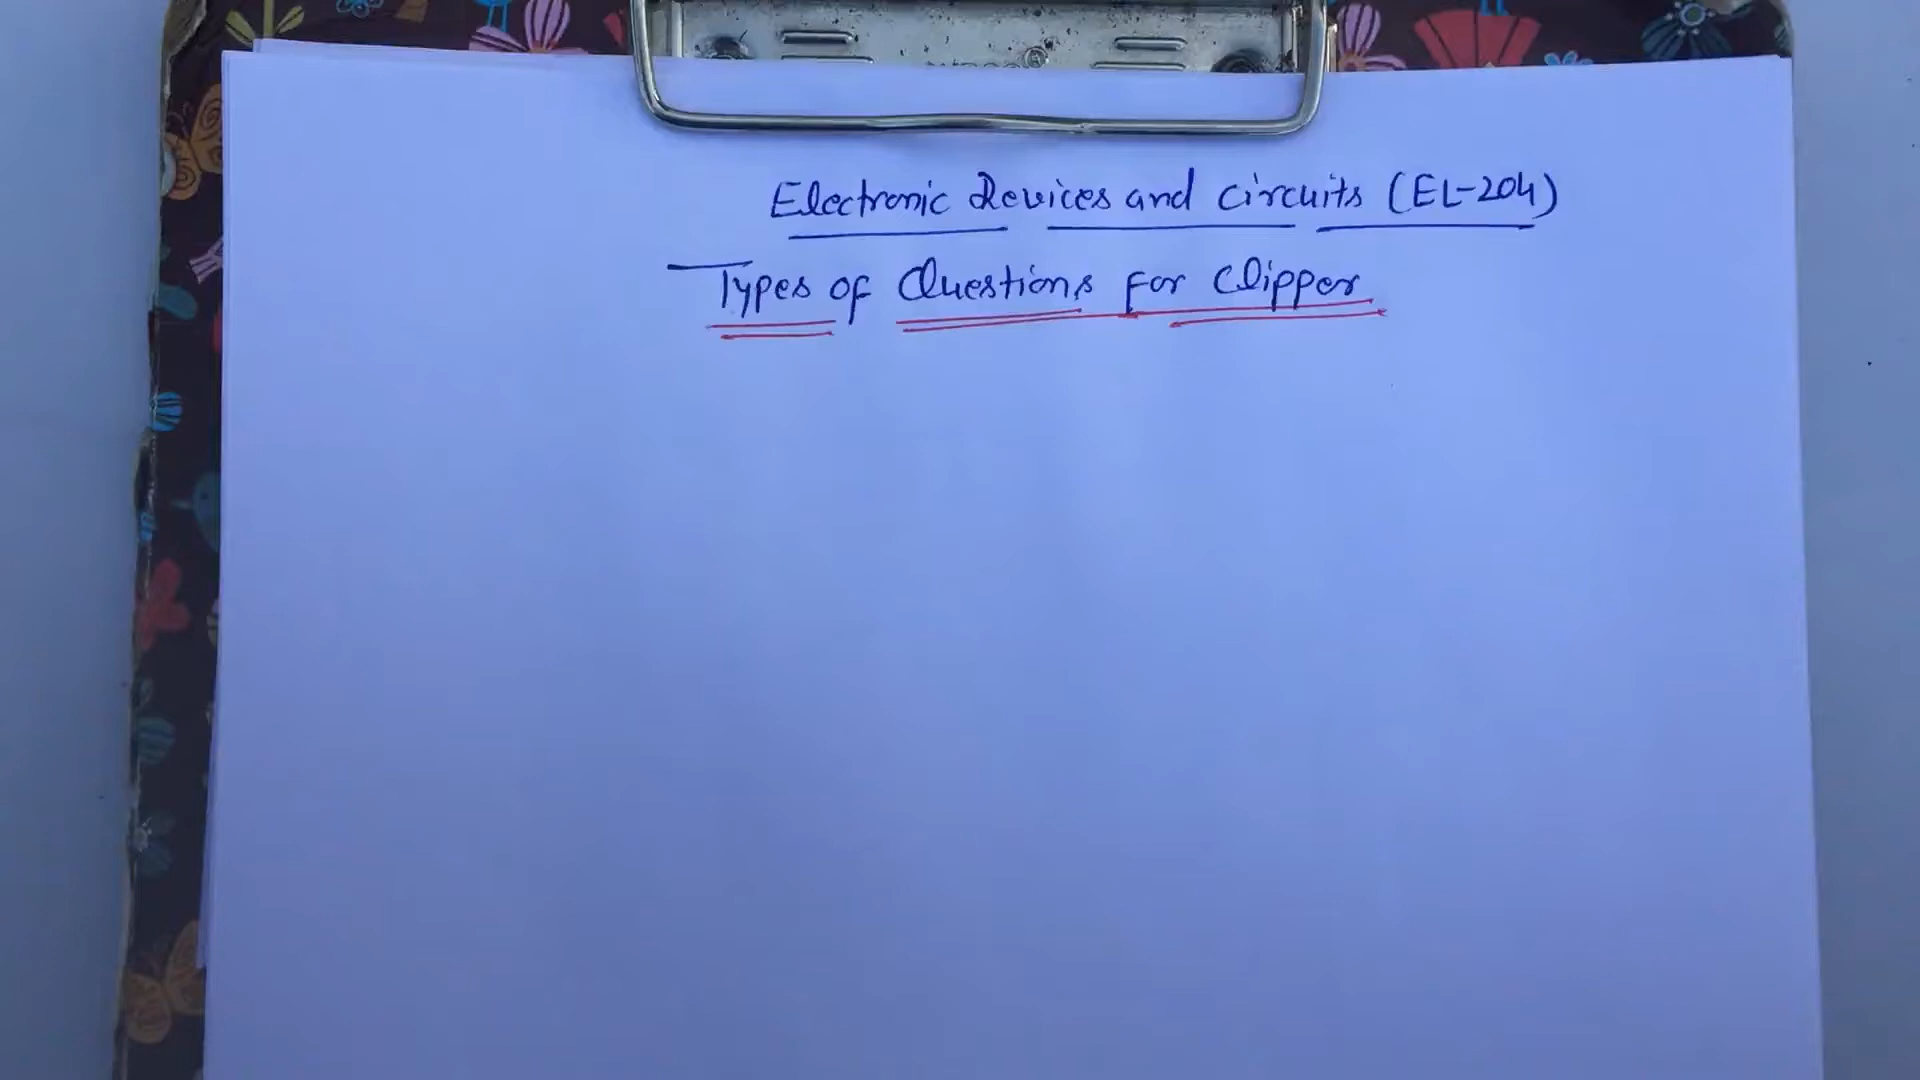 Electronic Devices and Circuits (EL-204)
Types of Questions For Clipper